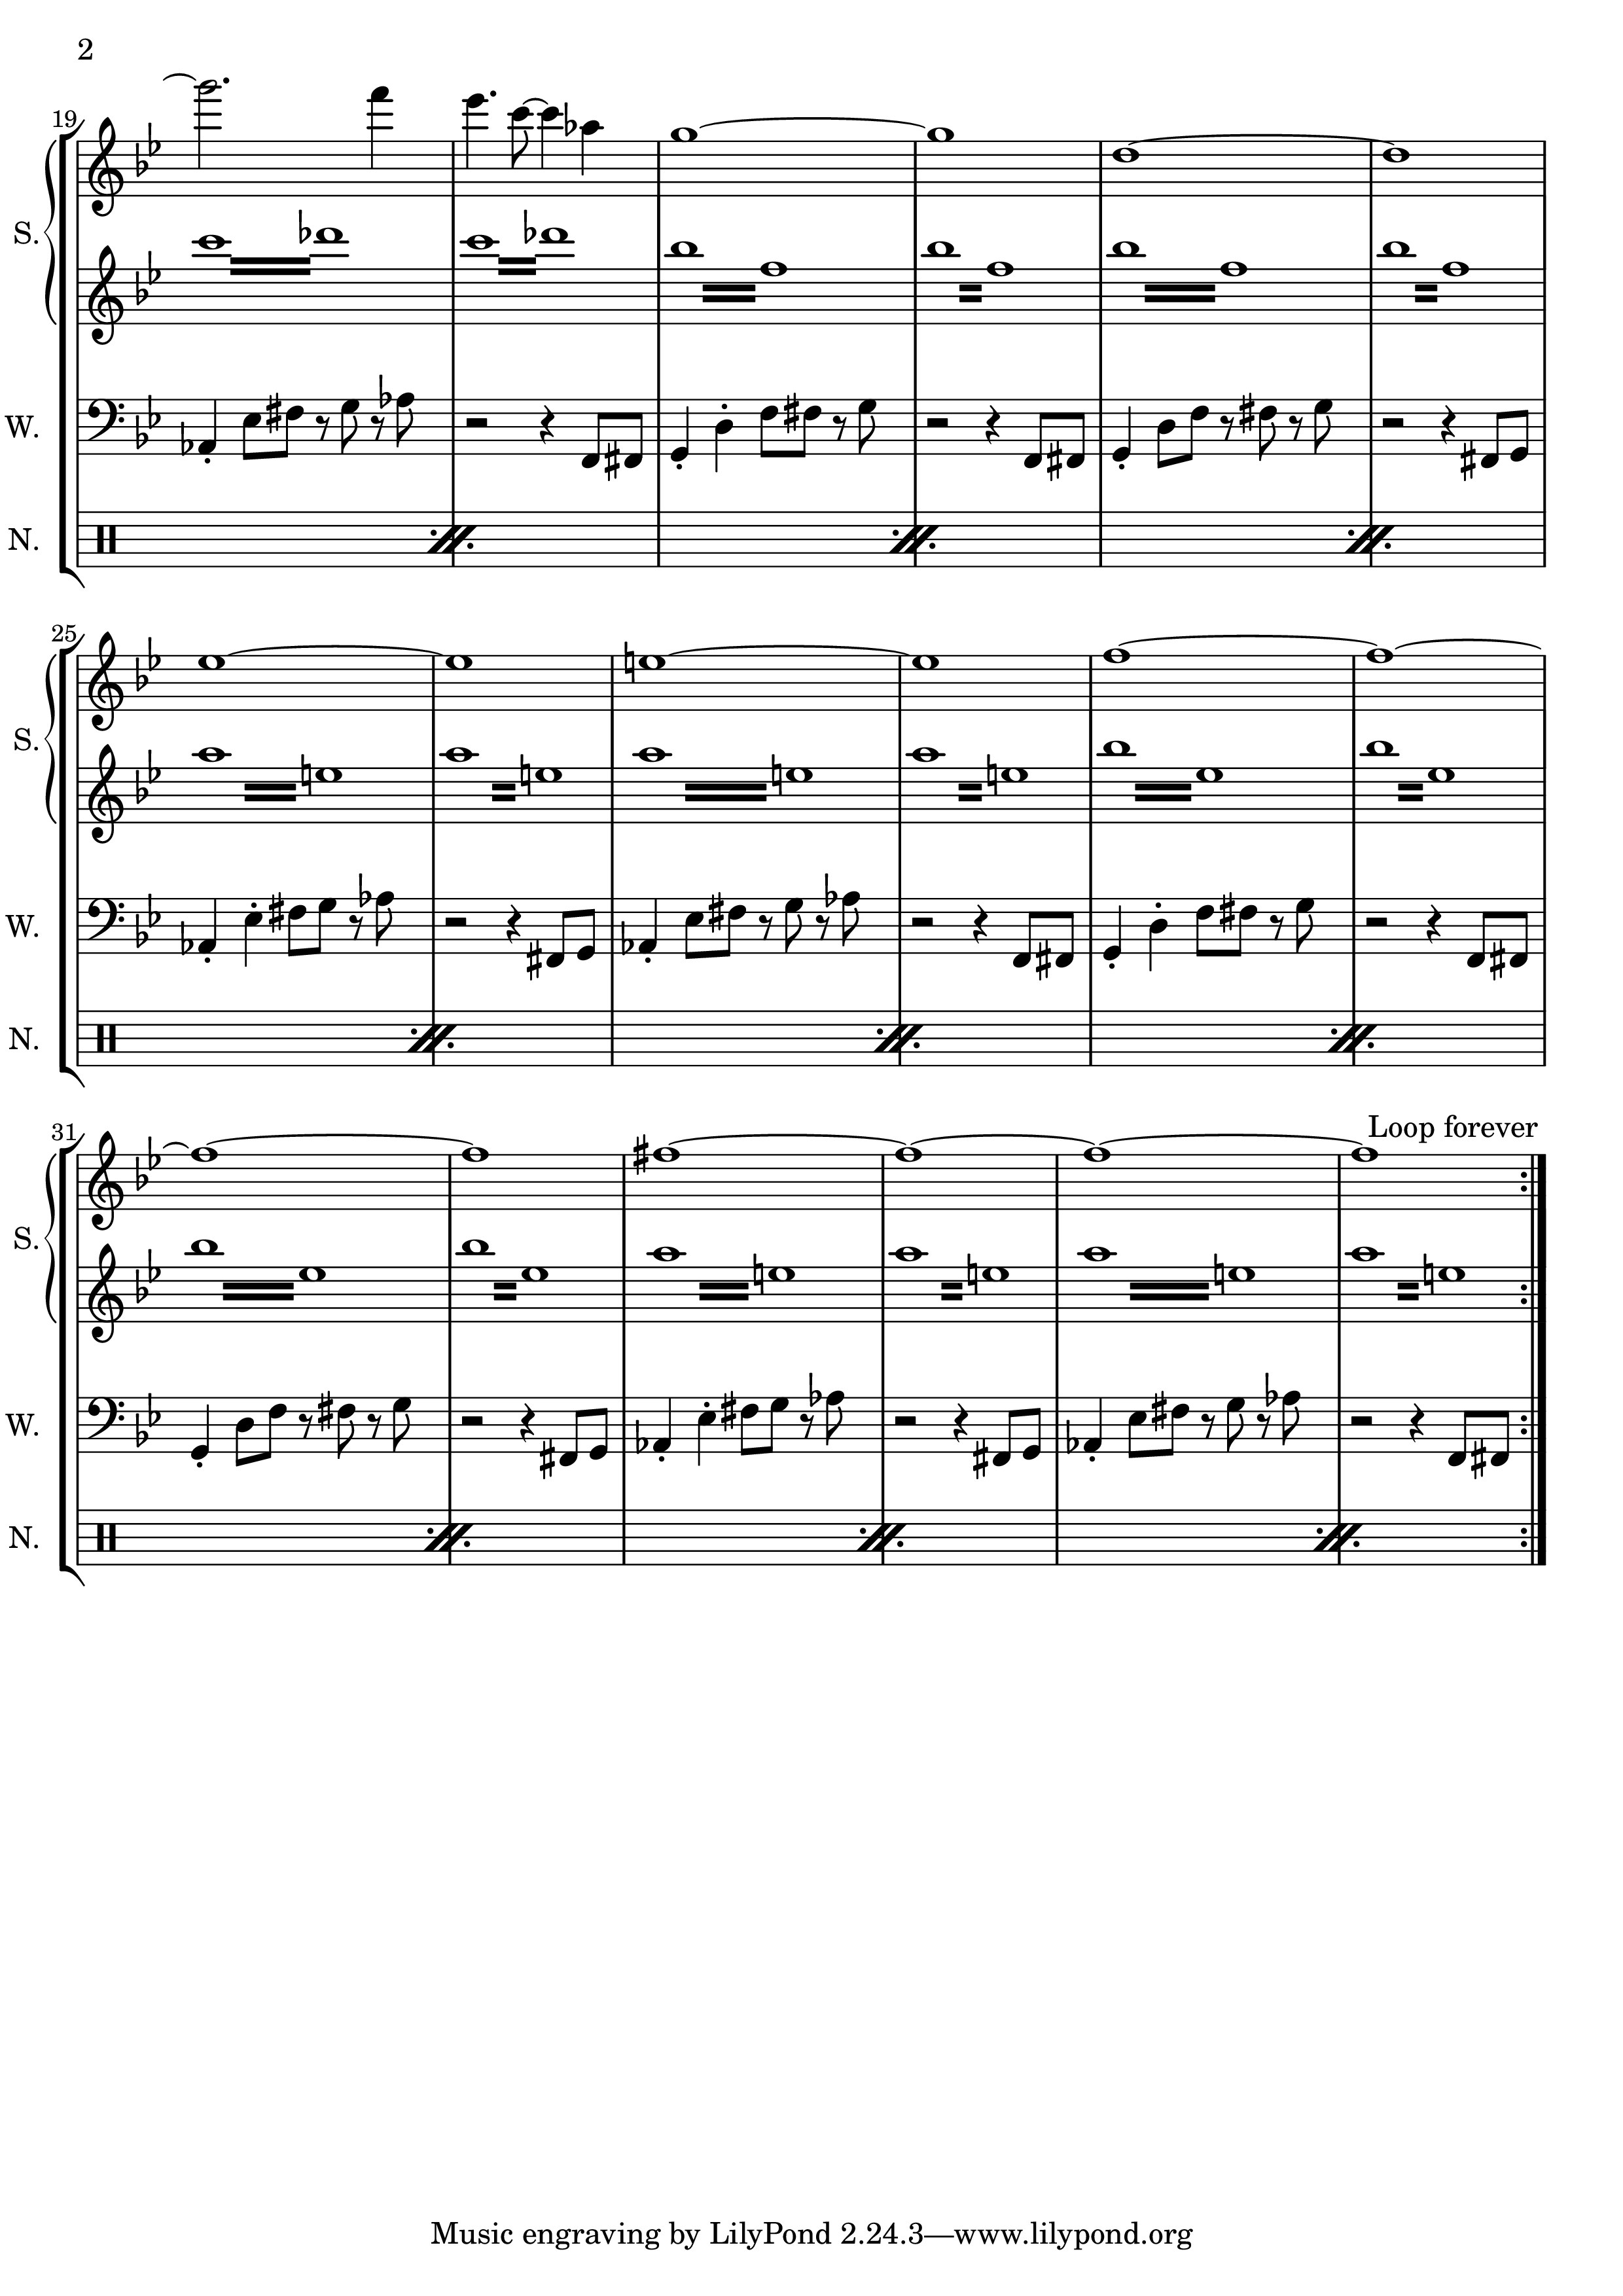 2
19
S.
W.
N.
25
S.
W.
N.
Loop forever
31
S.
W.
N.
Music engraving by LilyPond 2.24.3—www.lilypond.org